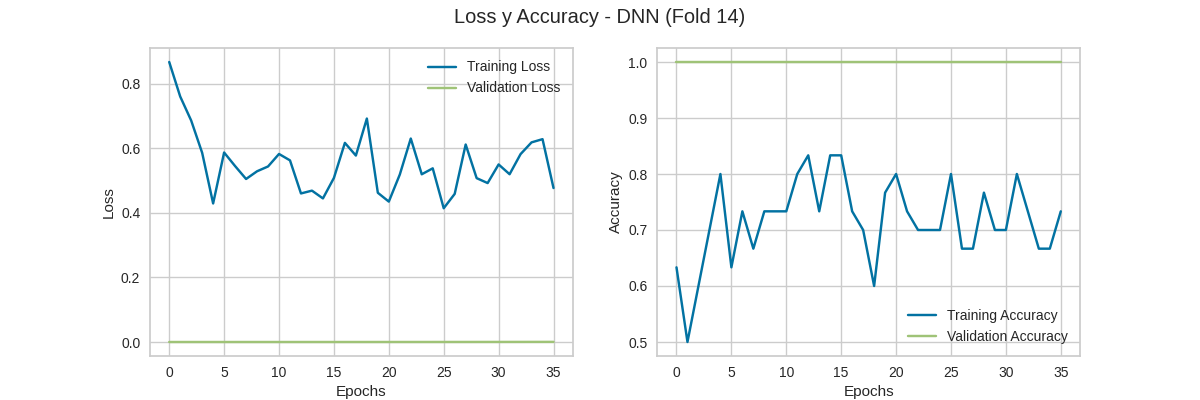 Loss y Accuracy - DNN (Fold 14)
Loss
0.8
0.6
0.4
0.2
0.0
Training Loss
Validation Loss
0 5 10 15 20 25 30 35
Epochs
Accuracy
1.0
0.9
0.8
0.7
0.6
0.5
Training Accuracy
Validation Accuracy
0 5 10 15 20 25 30 35
Epochs